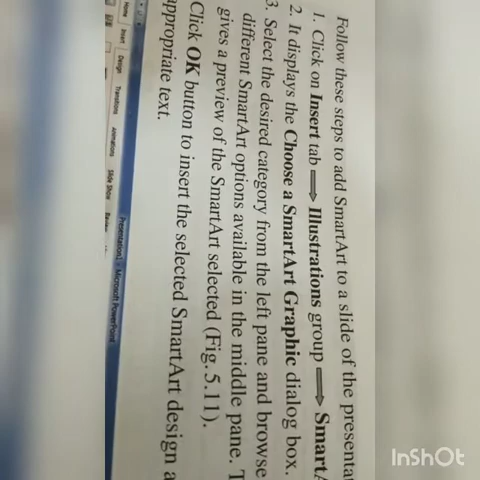 Follow these steps to add SmartArt to a slide of the
1. Click on Insert tab ⟹ Illustrations group ⟹
2. It displays the Choose a SmartArt Graphic dialog box.
3. Select the desired category from the left pane and browse
different SmartArt options available in the middle pane.
gives a preview of the SmartArt selected (Fig. 5.11).
Click OK button to insert the selected SmartArt design
appropriate text.
Presentation1 - Microsoft PowerPoint
Home Insert Design Transitions Animations Slide Show
InShOt